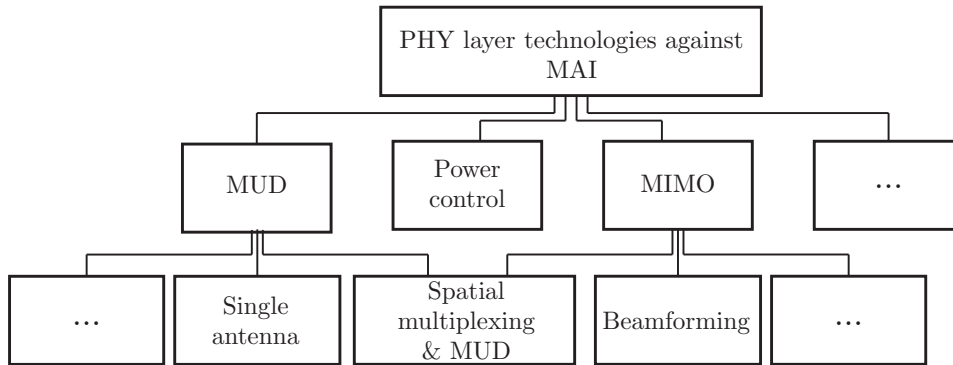 PHY layer technologies against
MAI
MUD
Power
control
MIMO
...
...
Single
antenna
Spatial
multiplexing
& MUD
Beamforming
...